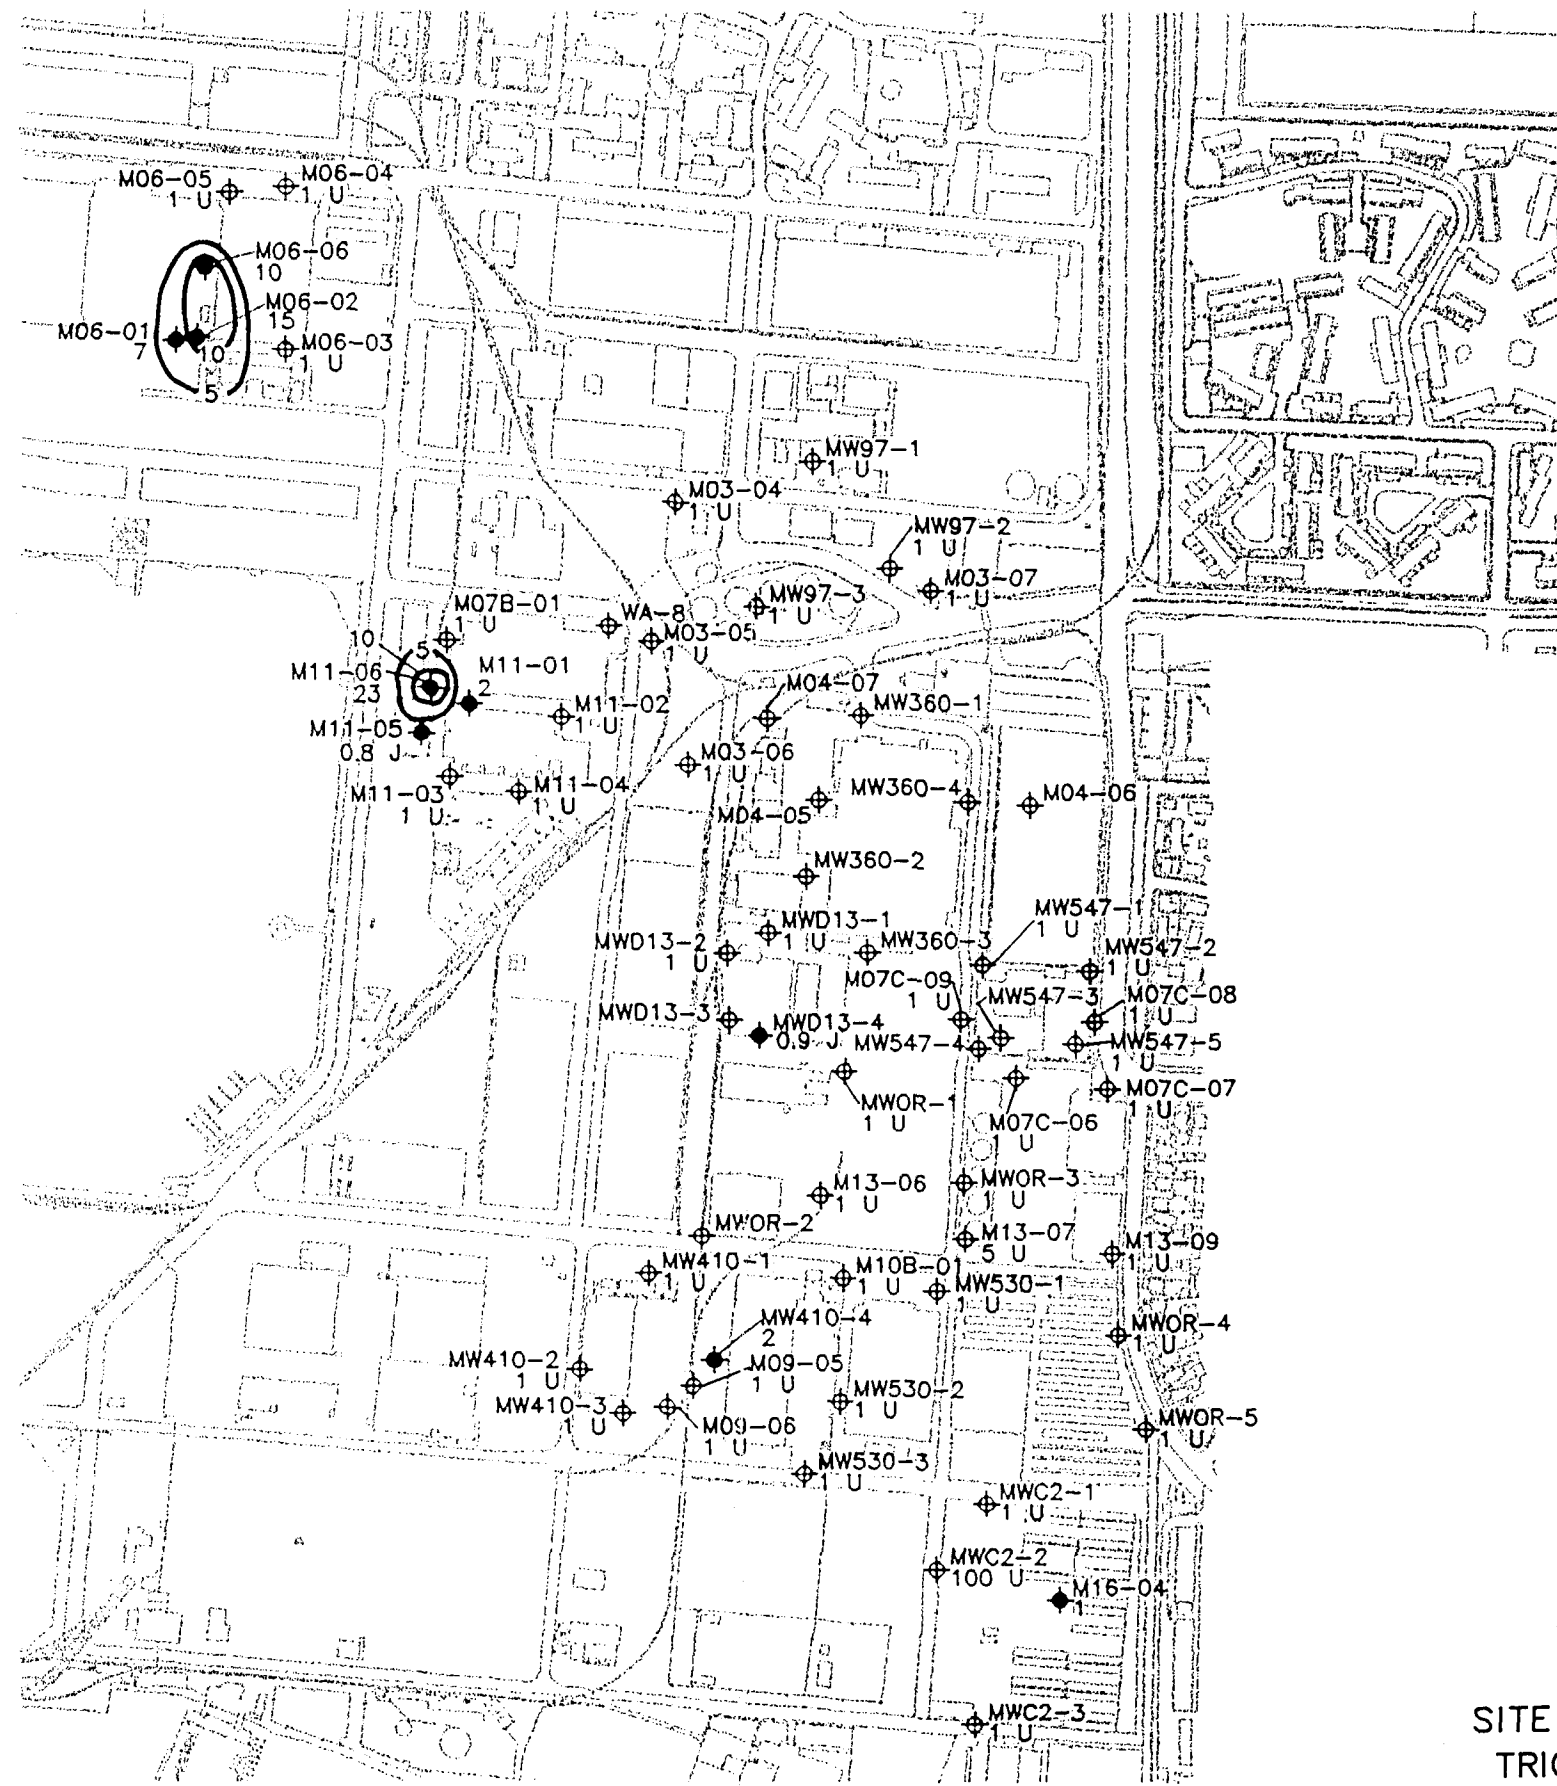 M06-05
1 U
M06-04
1 U
M06-06
10
M06-02
15
M06-01
7
10
M06-03
1 U
5
MW97-1
1 U
M03-04
1 U
MW97-2
1 U
M03-07
1 U
MW97-3
1 U
M07B-01
1 U
WA-8
M03-05
1 U
10
5
M11-06
23
M11-01
2
M11-02
1 U
M11-05
0.8 J
M04-07
MW360-1
M03-06
1 U
M11-03
1 U
M11-04
1 U
M04-05
MW360-4
M04-06
MW360-2
MWD13-1
1 U
MWD13-2
1 U
MW360-3
MW547-1
1 U
MW547-2
1 U
M07C-09
1 U
MW547-3
M07C-08
1 U
MWD13-3
MWD13-4
0.9 J
MW547-4
MW547-5
1 U
MWOR-1
1 U
M07C-06
1 U
M07C-07
1 U
M13-06
1 U
MWOR-3
1 U
MWOR-2
M13-07
5 U
M13-09
1 U
MW410-1
1 U
M10B-01
1 U
MW530-1
1 U
MW410-4
2
MWOR-4
1 U
MW410-2
1 U
M09-05
1 U
MW410-3
1 U
M09-06
1 U
MW530-2
1 U
MWOR-5
1 U
MW530-3
1 U
MWC2-1
1 U
MWC2-2
100 U
M16-04
1
MWC2-3
1 U
SITE
TRIC